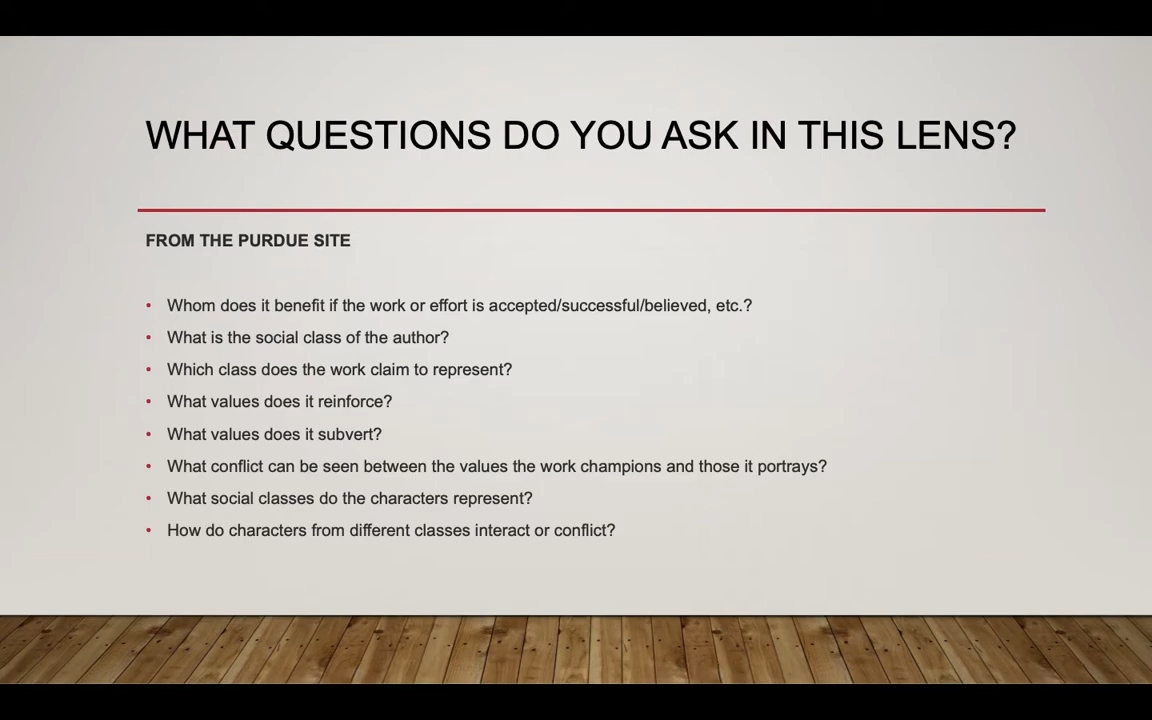 WHAT QUESTIONS DO YOU ASK IN THIS LENS?
FROM THE PURDUE SITE
• Whom does it benefit if the work or effort is accepted/successful/believed, etc.?
• What is the social class of the author?
• Which class does the work claim to represent?
• What values does it reinforce?
• What values does it subvert?
• What conflict can be seen between the values the work champions and those it portrays?
• What social classes do the characters represent?
• How do characters from different classes interact or conflict?